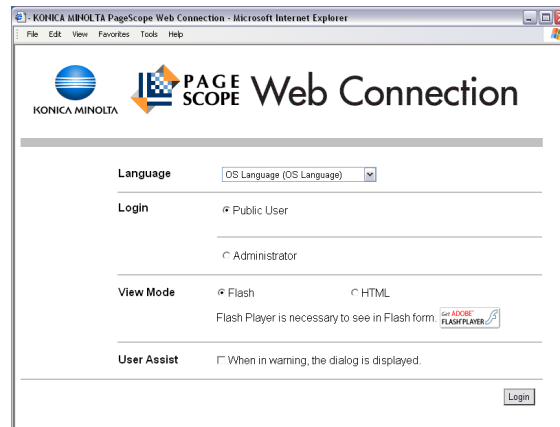 - KONICA MINOLTA PageScope Web Connection - Microsoft Internet Explorer
File Edit View Favorites Tools Help
KONICA MINOLTA
PAGE SCOPE Web Connection
Language
OS Language (OS Language)
Login
Public User
Administrator
View Mode
Flash HTML
Flash Player is necessary to see in Flash form.
Get ADOBE FLASH PLAYER
User Assist
When in warning, the dialog is displayed.
Login